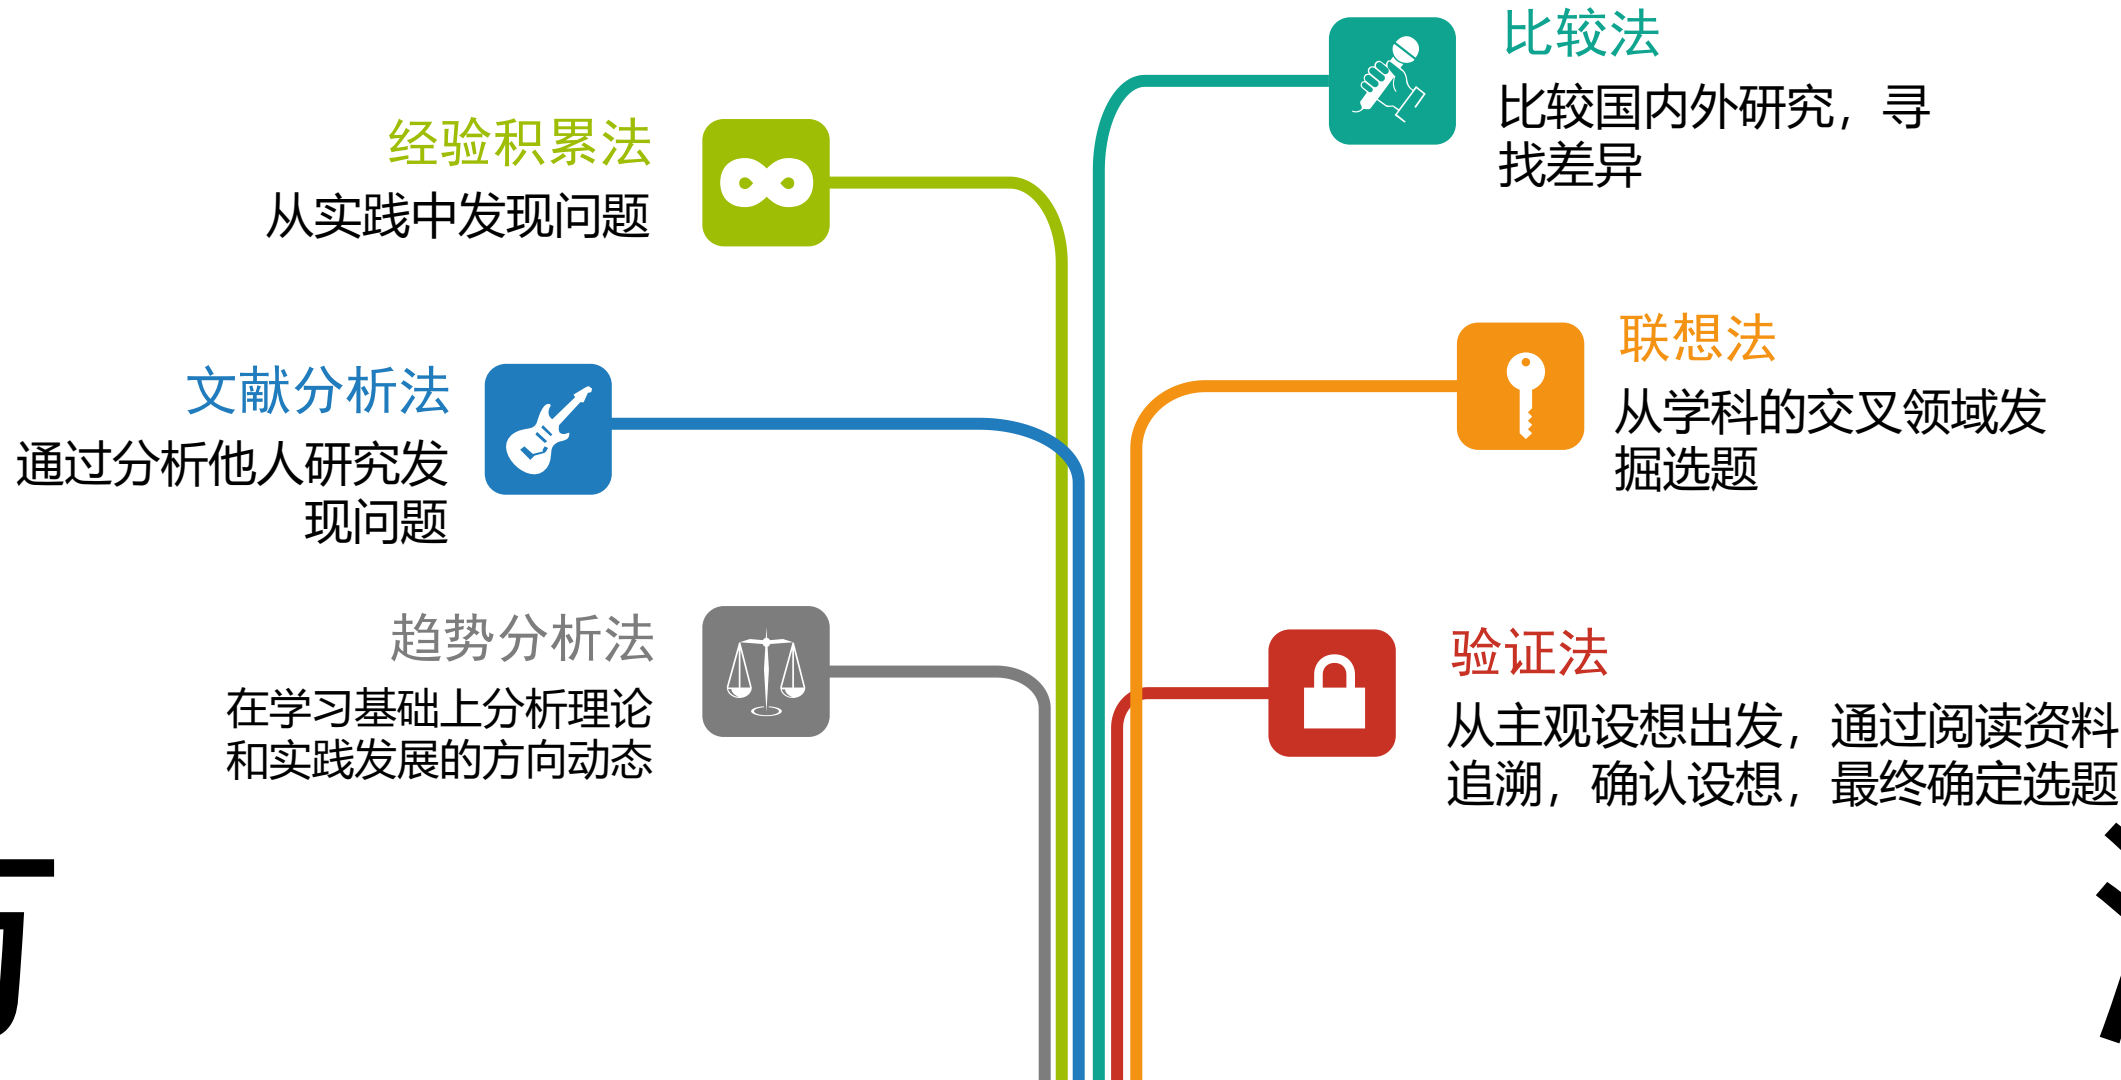 经验积累法
从实践中发现问题
文献分析法
通过分析他人研究发
现问题
趋势分析法
在学习基础上分析理论
和实践发展的方向动态
比较法
比较国内外研究，寻
找差异
联想法
从学科的交叉领域发
掘选题
验证法
从主观设想出发，通过阅读资料
追溯，确认设想，最终确定选题